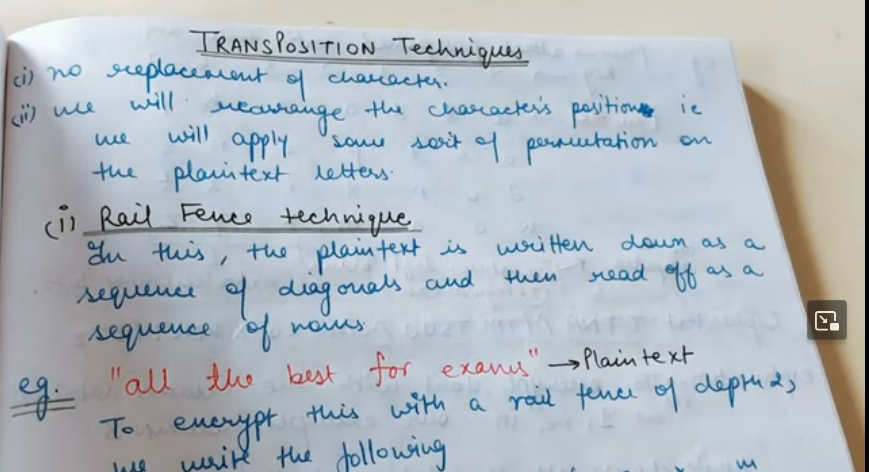 TRANSPOSITION Techniques
(i) no replacement of character.
(ii) we will rearrange the character's position ie
we will apply some sort of permutation on
the plaintext letters.
(i) Rail Fence technique
In this, the plaintext is written down as a
sequence of diagonals and then read off as a
sequence of rows.
eg. "all the best for exams" → Plaintext
To encrypt this with a rail fence of depth 2,
we write the following
m